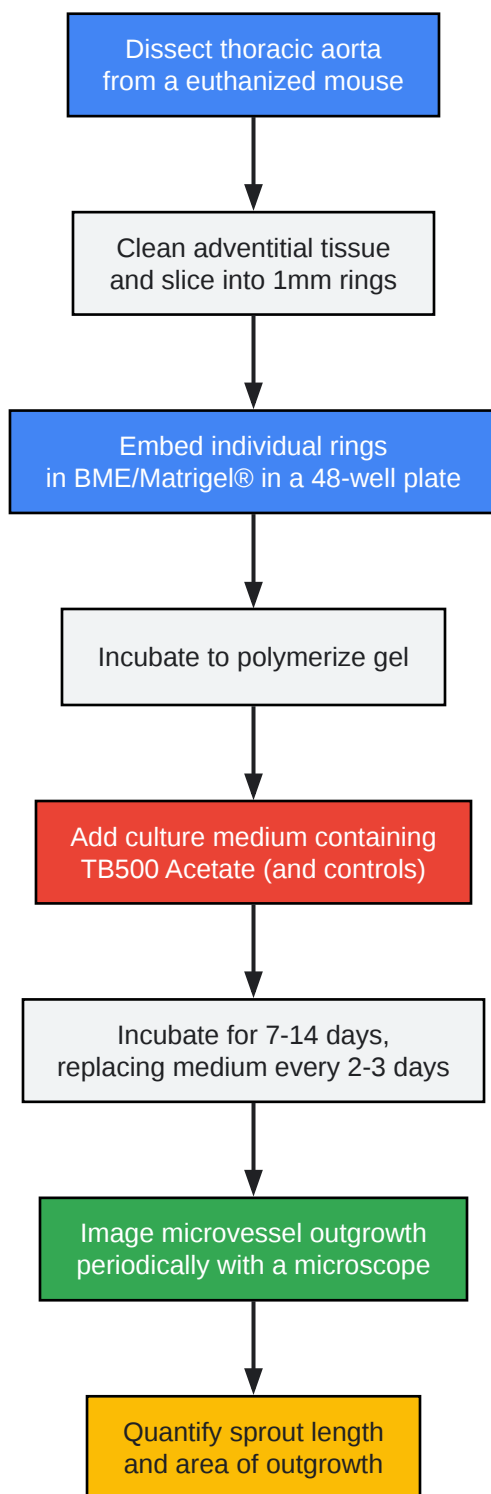 Dissect thoracic aorta
from a euthanized mouse
Clean adventitial tissue
and slice into 1mm rings
Embed individual rings
in BME/Matrigel® in a 48-well plate
Incubate to polymerize gel
Add culture medium containing
TB500 Acetate (and controls)
Incubate for 7-14 days,
replacing medium every 2-3 days
Image microvessel outgrowth
periodically with a microscope
Quantify sprout length
and area of outgrowth